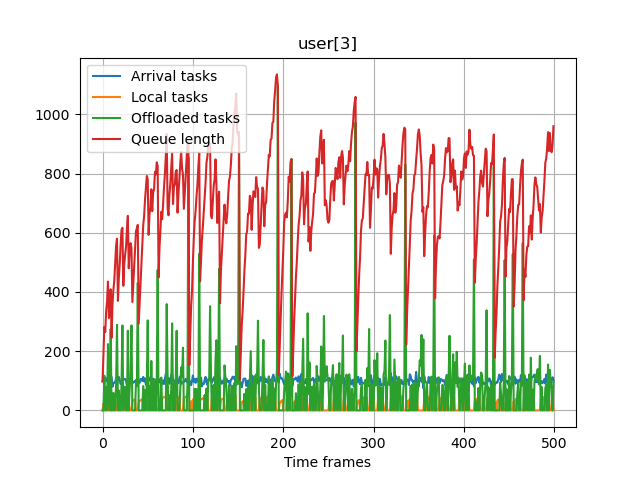 user[3]
Arrival tasks
Local tasks
Offloaded tasks
Queue length
1000
800
600
400
200
0
0 100 200 300 400 500
Time frames